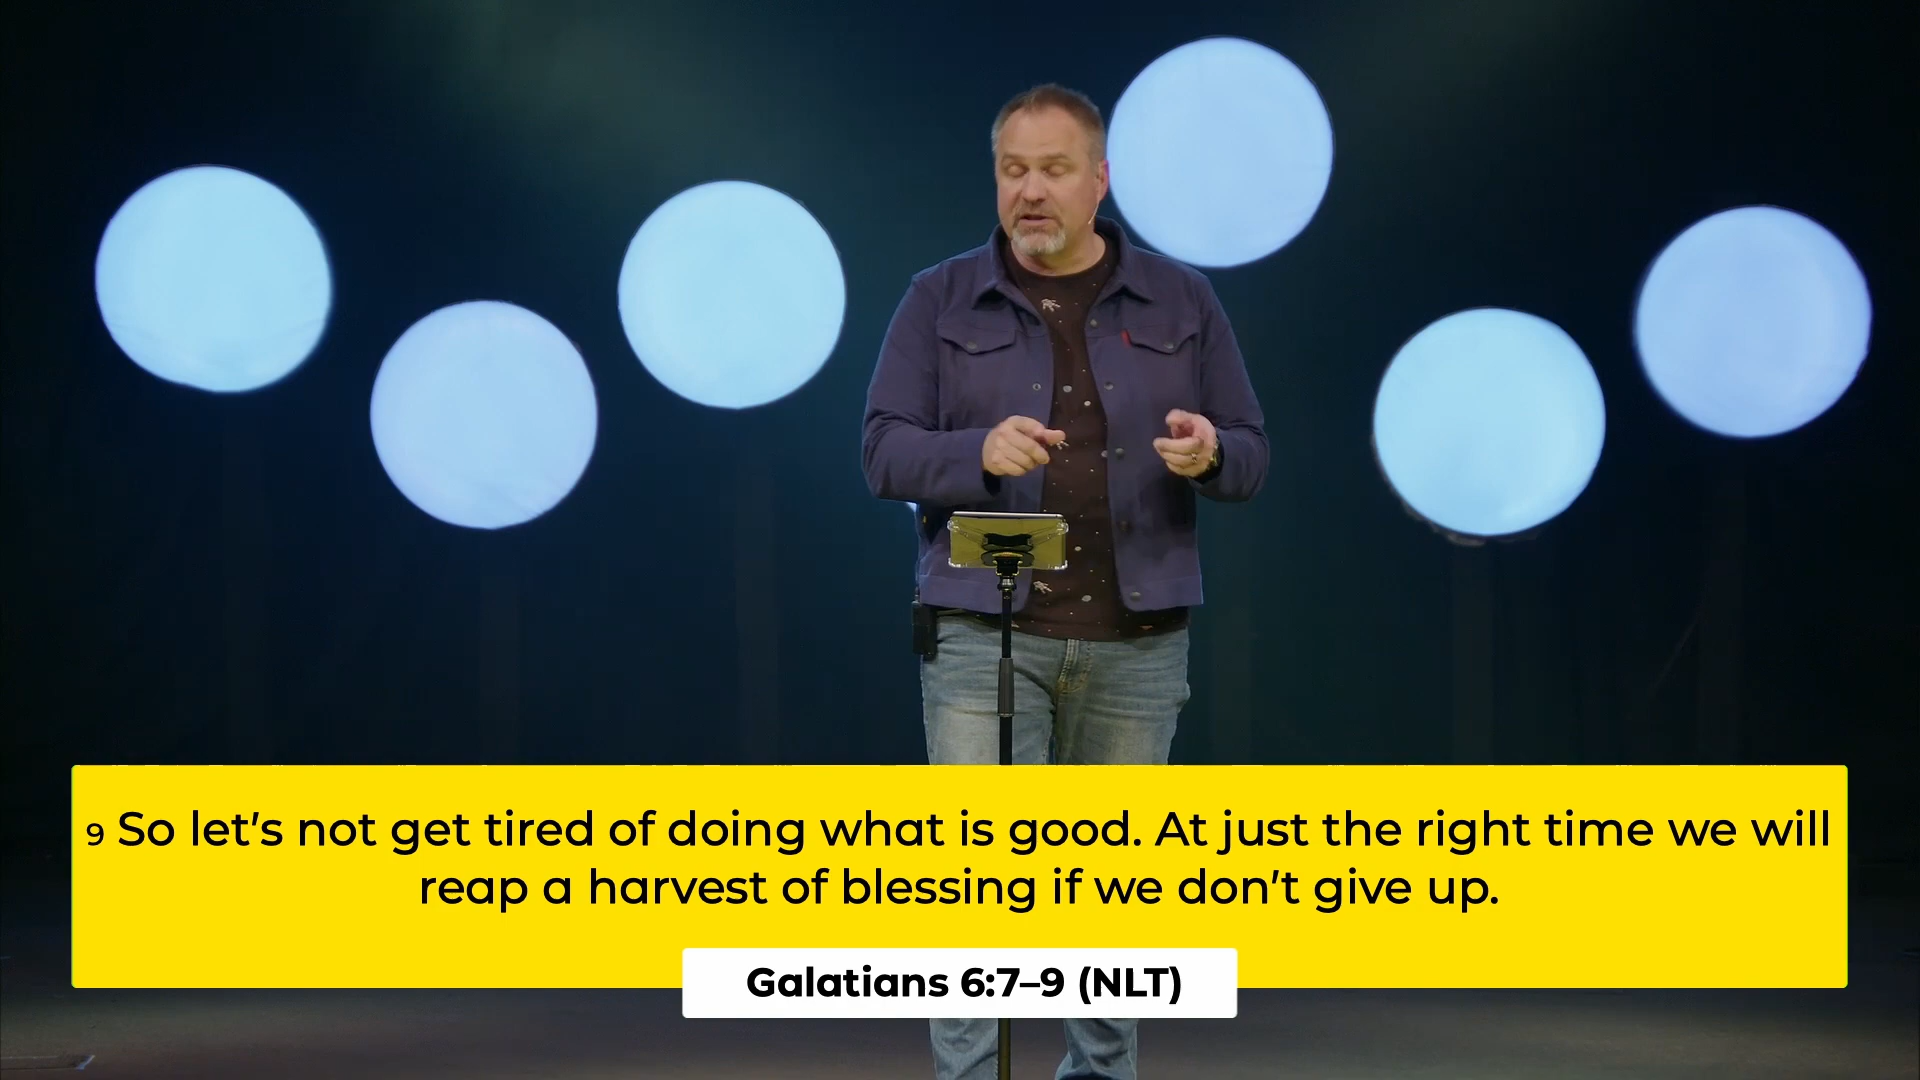 9 So let's not get tired of doing what is good. At just the right time we will
reap a harvest of blessing if we don't give up.
Galatians 6:7–9 (NLT)